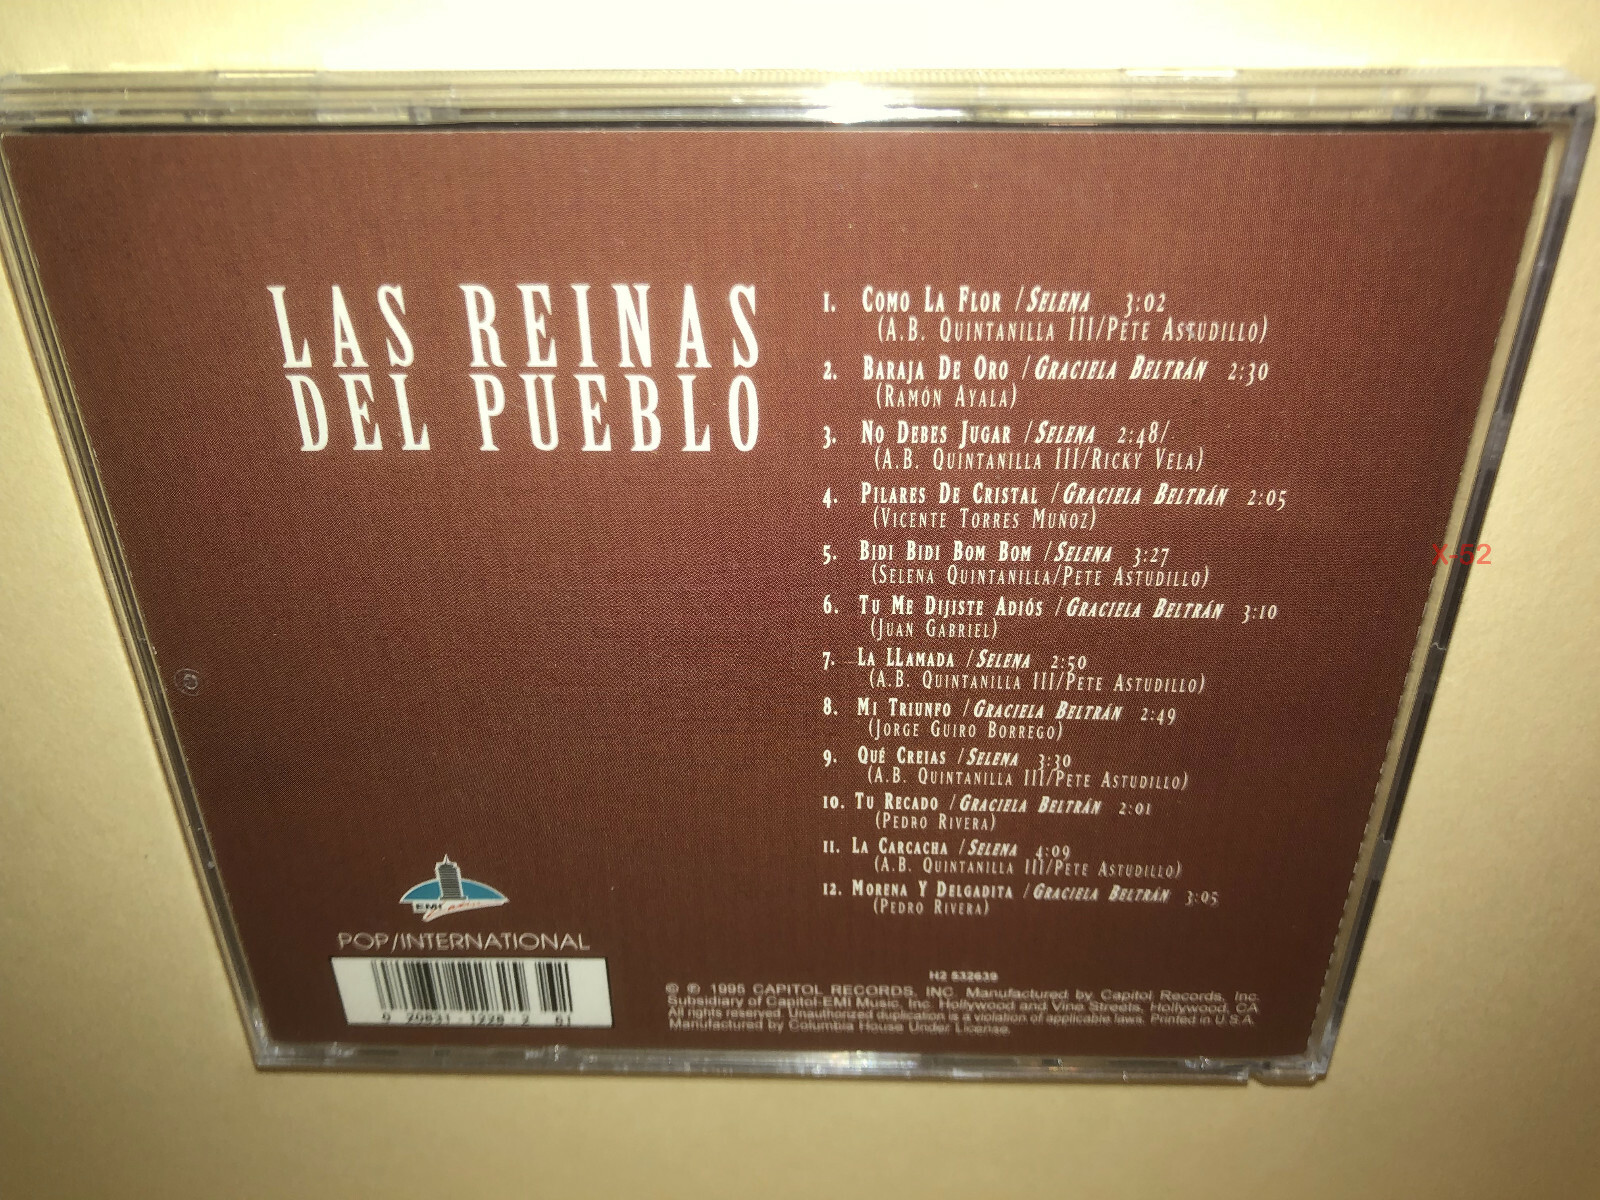 LAS REINAS
DEL PUEBLO
1. COMO LA FLOR / SELENA 3:02
(A.B. QUINTANILLA III/PETE ASTUDILLO)
2. BARAJA DE ORO / GRACIELA BELTRÁN 2:30
(RAMÓN AYALA)
3. NO DEBES JUGAR / SELENA 2:48/
(A.B. QUINTANILLA III/RICKY VELA)
4. PILARES DE CRISTAL / GRACIELA BELTRÁN 2:05
(VICENTE TORRES MUÑOZ)
5. BIDI BIDI BOM BOM / SELENA 3:27
(SELENA QUINTANILLA/PETE ASTUDILLO)
6. TU ME DIJISTE ADIÓS / GRACIELA BELTRÁN 3:10
(JUAN GABRIEL)
7. LA LLAMADA / SELENA 2:50
(A.B. QUINTANILLA III/PETE ASTUDILLO)
8. MI TRIUNFO / GRACIELA BELTRÁN 2:49
(JORGE GUIRO BORREGO)
9. QUÉ CREIAS / SELENA 3:30
(A.B. QUINTANILLA III/PETE ASTUDILLO)
10. TU RECADO / GRACIELA BELTRÁN 2:01
(PEDRO RIVERA)
11. LA CARCACHA / SELENA 4:09
(A.B. QUINTANILLA III/PETE ASTUDILLO)
12. MORENA Y DELGADITA / GRACIELA BELTRÁN 3:05
(PEDRO RIVERA)
X-52
EMI Latin
POP/INTERNATIONAL
H2 532639
© ℗ 1995 CAPITOL RECORDS, INC. Manufactured by Capitol Records, Inc.
Subsidiary of Capitol-EMI Music, Inc. Hollywood and Vine Streets, Hollywood, CA
All rights reserved. Unauthorized duplication is a violation of applicable laws. Printed in U.S.A.
Manufactured by Columbia House Under License.